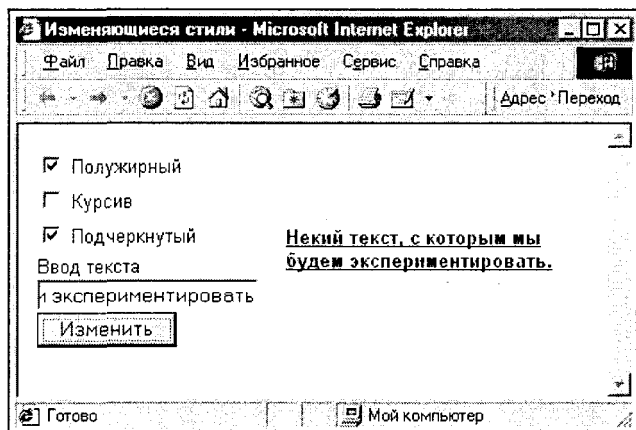 Изменяющиеся стили - Microsoft Internet Explorer
Файл Правка Вид Избранное Сервис Справка
Адрес Переход
Полужирный
Курсив
Подчеркнутый
Некий текст, с которым мы
будем экспериментировать.
Ввод текста
и экспериментировать
Изменить
Готово
Мой компьютер